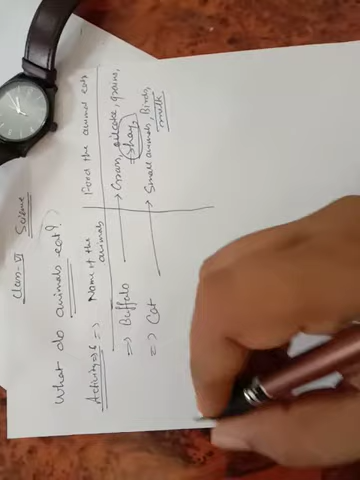 Class-VI Science
What do animals eat?
Activity :-> Name of the animals Food the animal eats
=> Buffalo -> Grass, oilcake, grains, (hay)
=> Cat -> Small animals, Birds, milk